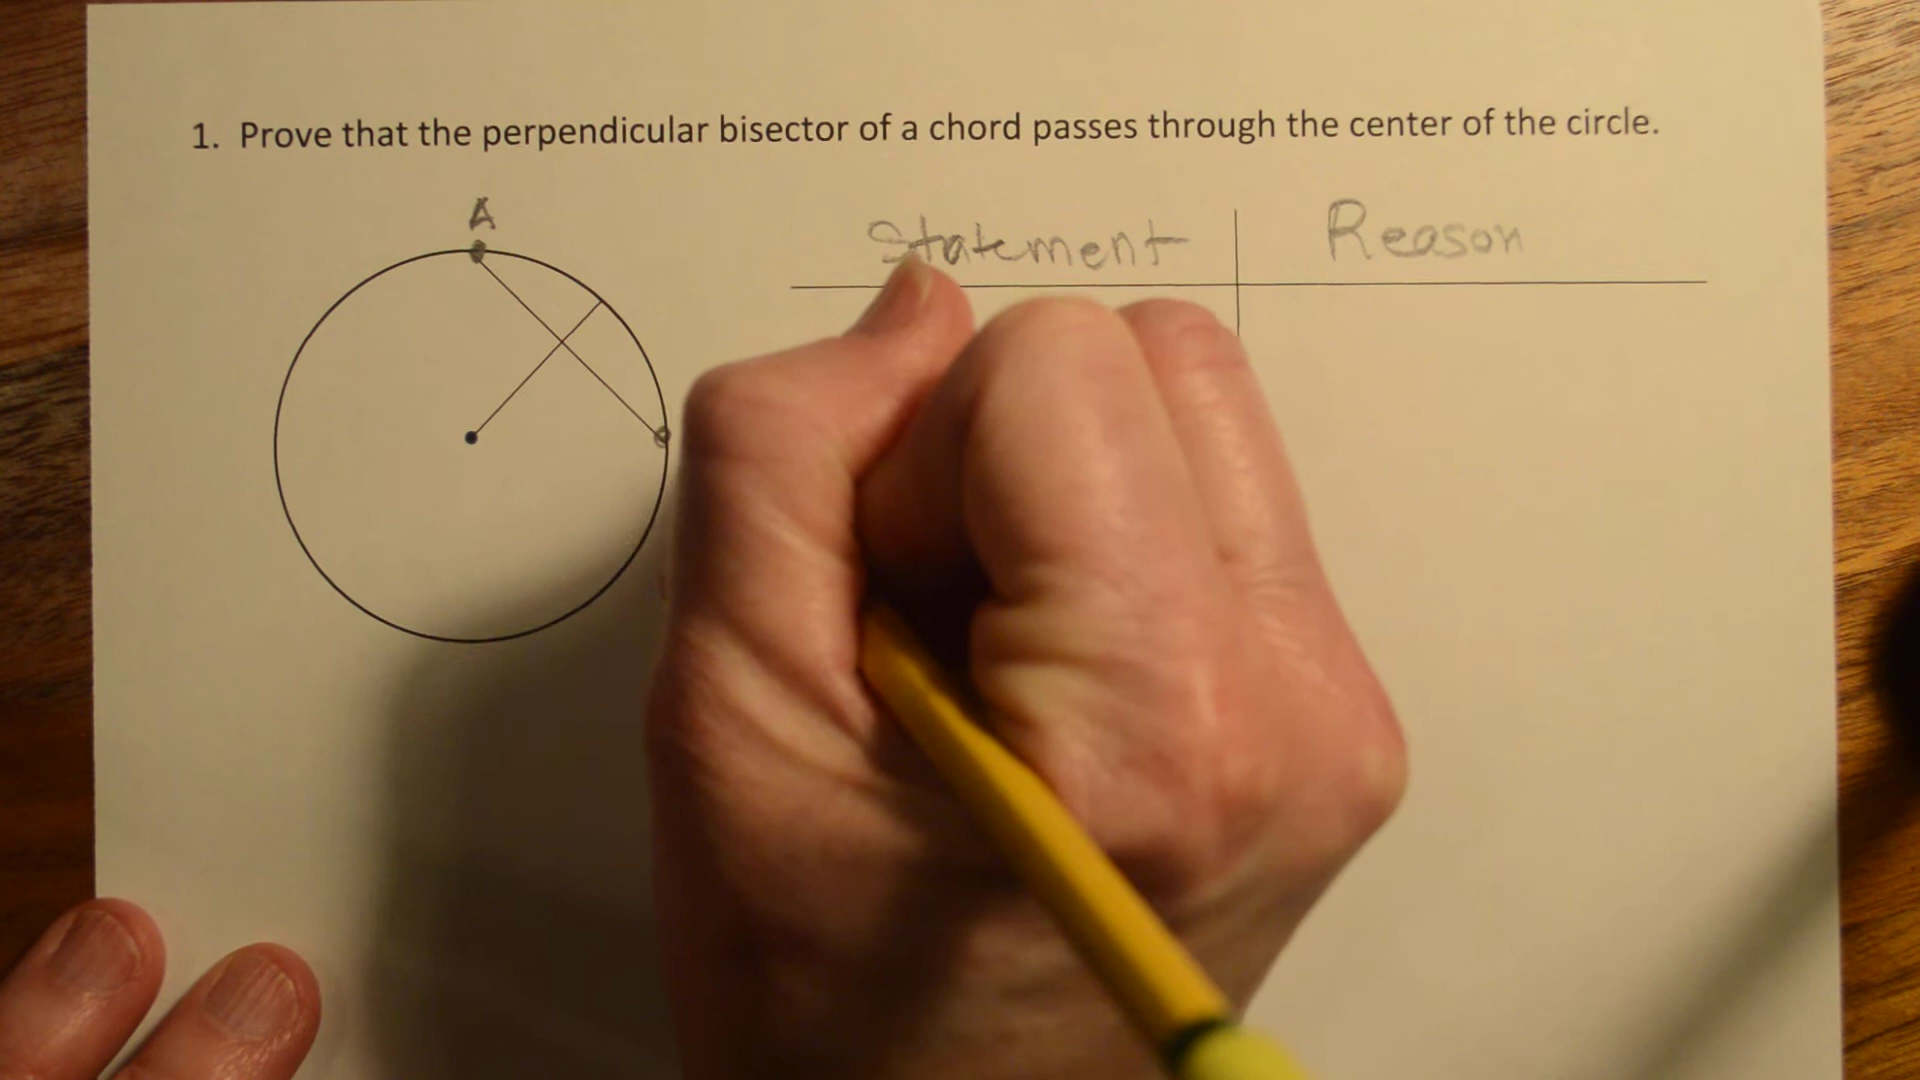 1. Prove that the perpendicular bisector of a chord passes through the center of the circle.
A
Statement Reason